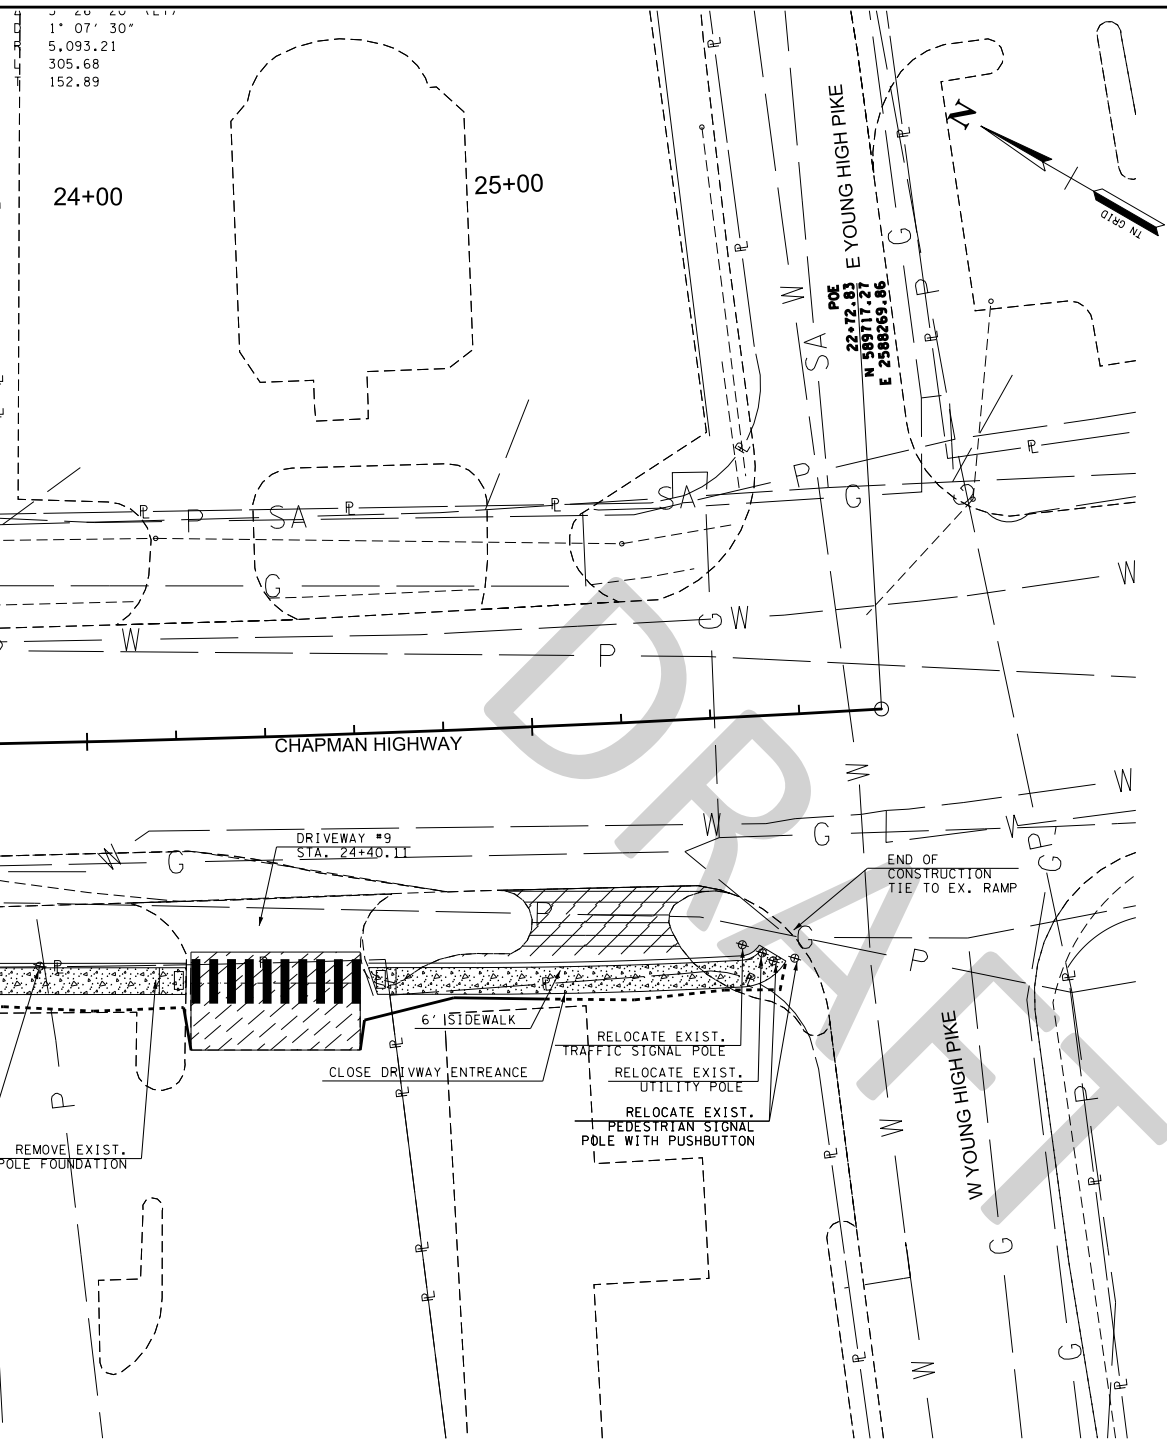 D 1° 07' 30"
R 5,093.21
L 305.68
T 152.89
24+00
25+00
E YOUNG HIGH PIKE
POE
22+72.83
N 589717.27
E 2588269.86
N
TN GRID
P
SA
SA
P
G
W
SA
G
P
G
W
G
W
P
W
CHAPMAN HIGHWAY
W
W
G
W
G
W
G
P
DRIVEWAY #9
STA. 24+40.11
END OF
CONSTRUCTION
TIE TO EX. RAMP
P
G
P
6' SIDEWALK
RELOCATE EXIST.
TRAFFIC SIGNAL POLE
CLOSE DRIVWAY ENTREANCE
RELOCATE EXIST.
UTILITY POLE
RELOCATE EXIST.
PEDESTRIAN SIGNAL
POLE WITH PUSHBUTTON
REMOVE EXIST.
POLE FOUNDATION
P
W
P
W YOUNG HIGH PIKE
G
W
G
DRAFT